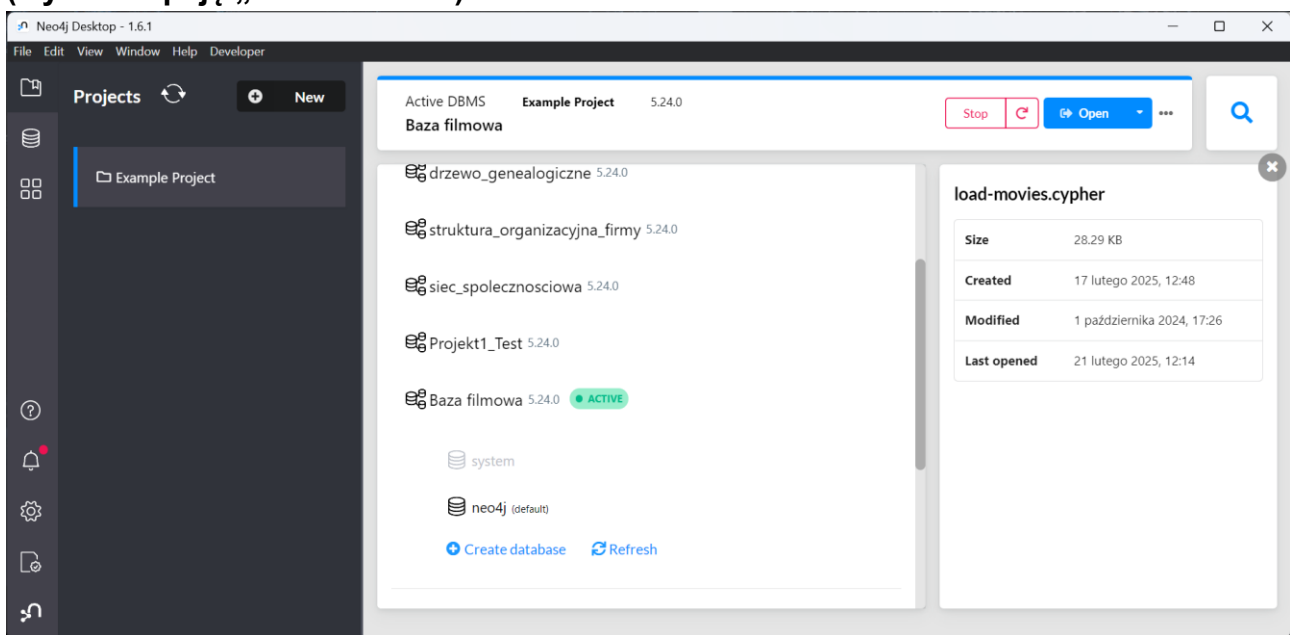 Neo4j Desktop - 1.6.1
File Edit View Window Help Developer
Projects
New
Example Project
Active DBMS Example Project 5.24.0
Baza filmowa
Stop
Open
drzewo_genealogiczne 5.24.0
struktura_organizacyjna_firmy 5.24.0
siec_spolecznosciowa 5.24.0
Projekt1_Test 5.24.0
Baza filmowa 5.24.0 ACTIVE
system
neo4j (default)
Create database Refresh
load-movies.cypher
Size 28.29 KB
Created 17 lutego 2025, 12:48
Modified 1 października 2024, 17:26
Last opened 21 lutego 2025, 12:14